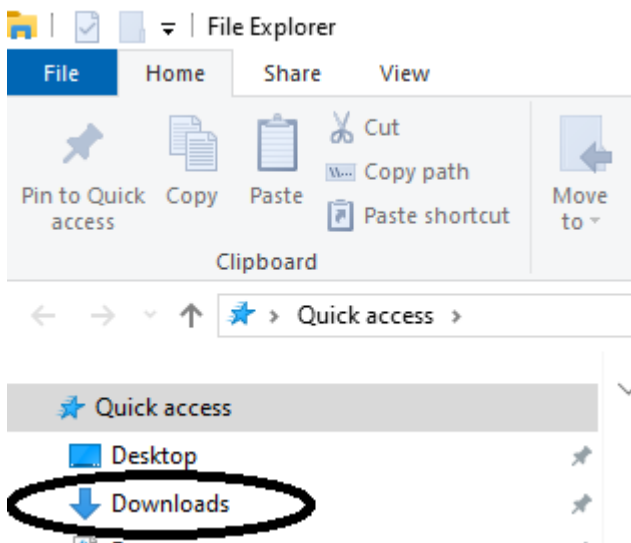 File Explorer
File Home Share View
Cut
Copy path
Paste shortcut
Pin to Quick access
Copy
Paste
Move to
Clipboard
Quick access
Quick access
Desktop
Downloads